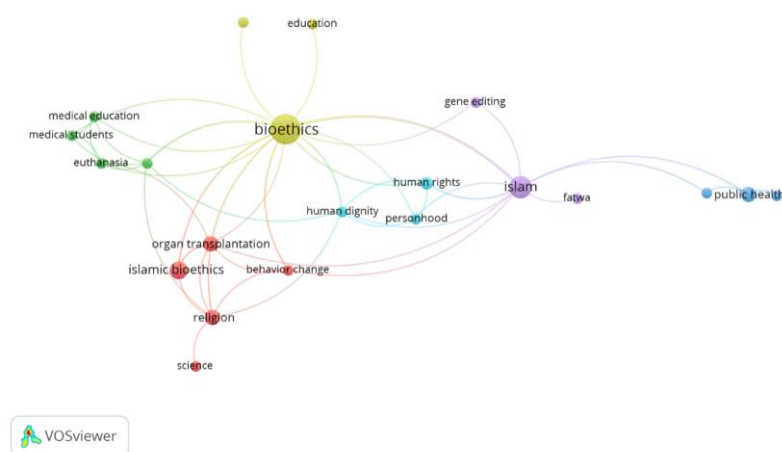 education
bioethics
gene editing
medical education
medical students
euthanasia
human rights
islam
public health
fatwa
human dignity
personhood
organ transplantation
islamic bioethics
behavior change
religion
science
VOSviewer